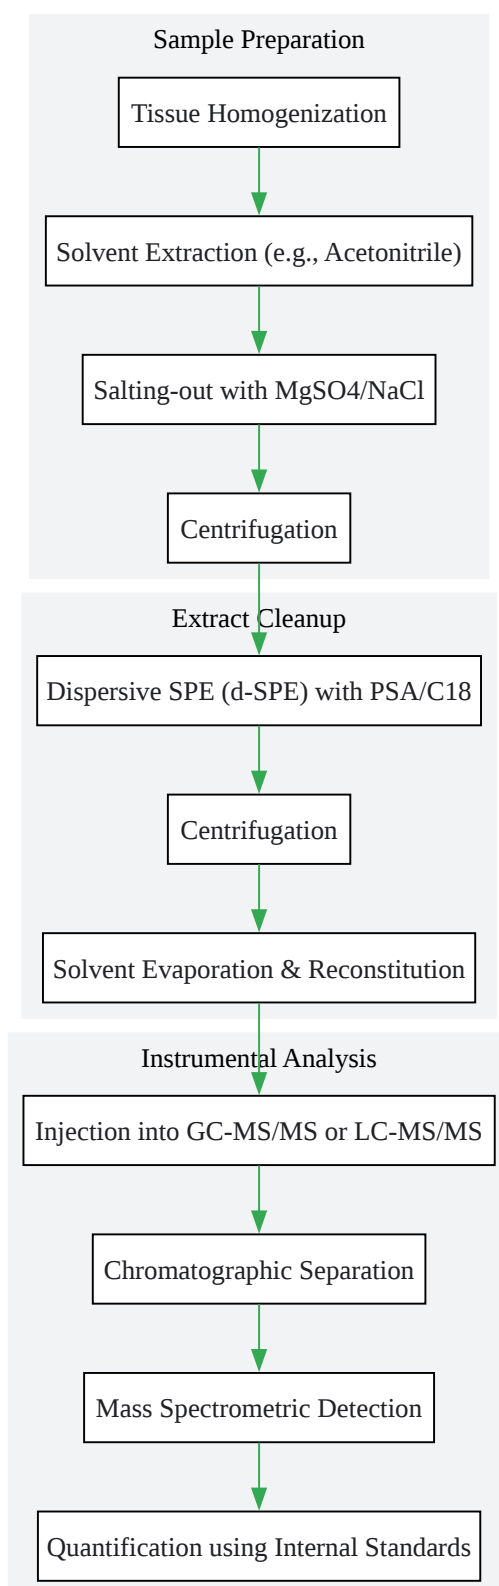 Sample Preparation
Tissue Homogenization
Solvent Extraction (e.g., Acetonitrile)
Salting-out with MgSO4/NaCl
Centrifugation
Extract Cleanup
Dispersive SPE (d-SPE) with PSA/C18
Centrifugation
Solvent Evaporation & Reconstitution
Instrumental Analysis
Injection into GC-MS/MS or LC-MS/MS
Chromatographic Separation
Mass Spectrometric Detection
Quantification using Internal Standards